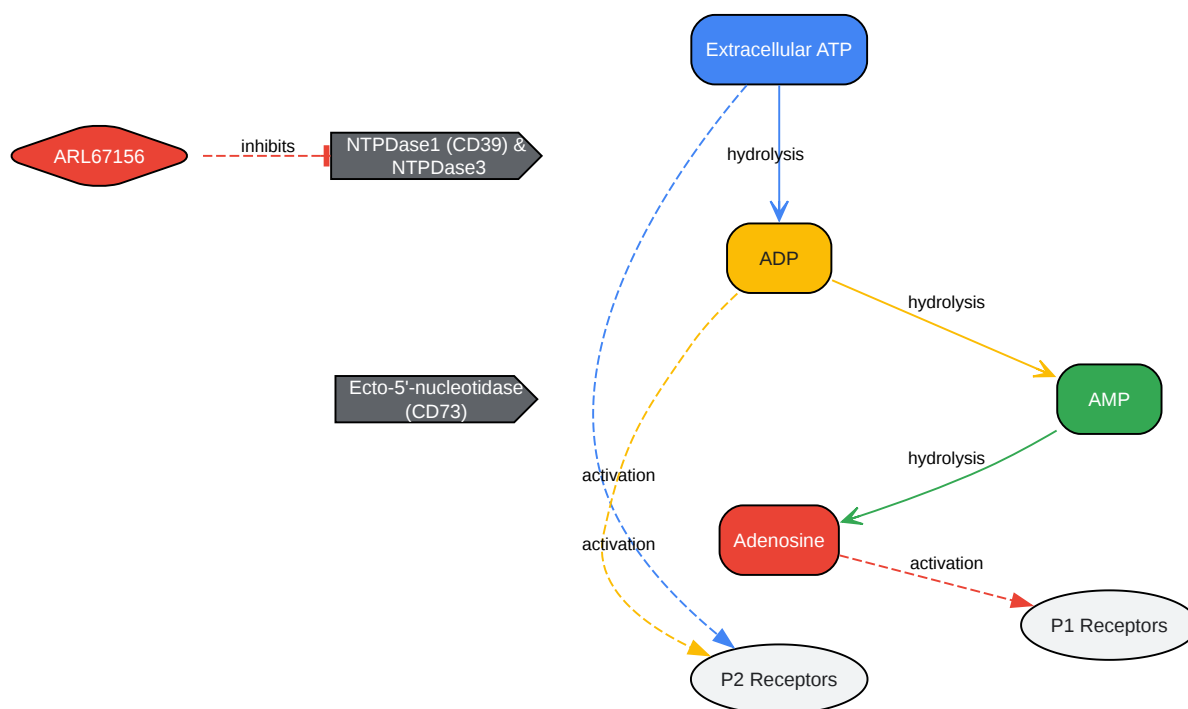 Extracellular ATP
ARL67156
inhibits
NTPDase1 (CD39) &
NTPDase3
hydrolysis
ADP
hydrolysis
Ecto-5'-nucleotidase
(CD73)
AMP
hydrolysis
activation
Adenosine
activation
activation
P1 Receptors
P2 Receptors